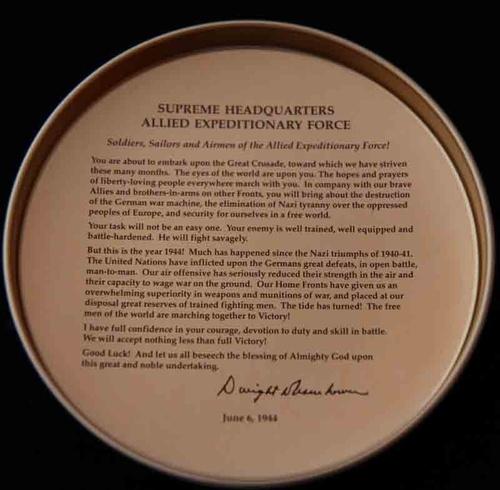 SUPREME HEADQUARTERS
ALLIED EXPEDITIONARY FORCE
Soldiers, Sailors and Airmen of the Allied Expeditionary Force!
You are about to embark upon the Great Crusade, toward which we have striven
these many months. The eyes of the world are upon you. The hopes and prayers
of liberty-loving people everywhere march with you. In company with our brave
Allies and brothers-in-arms on other Fronts, you will bring about the destruction
of the German war machine, the elimination of Nazi tyranny over the oppressed
peoples of Europe, and security for ourselves in a free world.
Your task will not be an easy one. Your enemy is well trained, well equipped and
battle-hardened. He will fight savagely.
But this is the year 1944! Much has happened since the Nazi triumphs of 1940-41.
The United Nations have inflicted upon the Germans great defeats, in open battle,
man-to-man. Our air offensive has seriously reduced their strength in the air and
their capacity to wage war on the ground. Our Home Fronts have given us an
overwhelming superiority in weapons and munitions of war, and placed at our
disposal great reserves of trained fighting men. The tide has turned! The free
men of the world are marching together to Victory!
I have full confidence in your courage, devotion to duty and skill in battle.
We will accept nothing less than full Victory!
Good Luck! And let us all beseech the blessing of Almighty God upon
this great and noble undertaking.
Dwight D Eisenhower
June 6, 1944